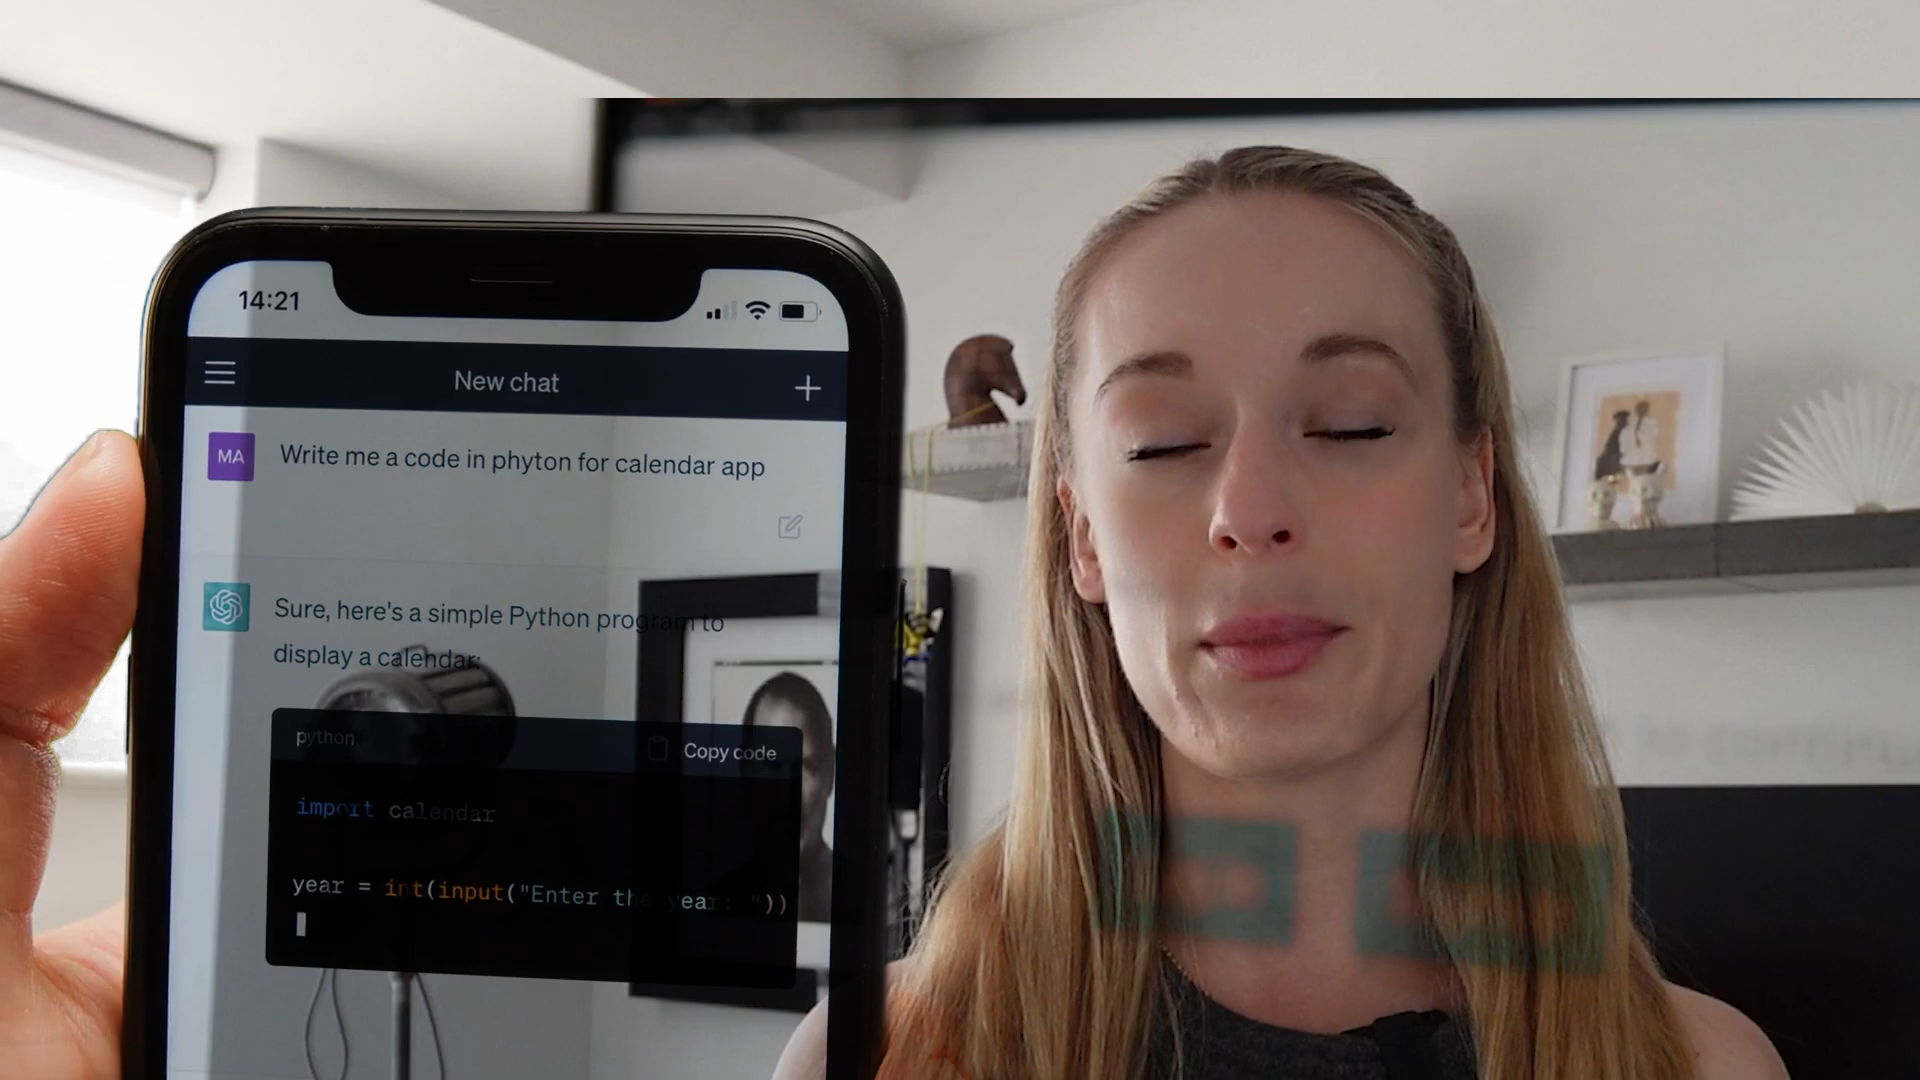 14:21
New chat
MA
Write me a code in phyton for calendar app
Sure, here's a simple Python program to
display a calendar:
python
Copy code
import calendar
year = int(input("Enter the year: "))